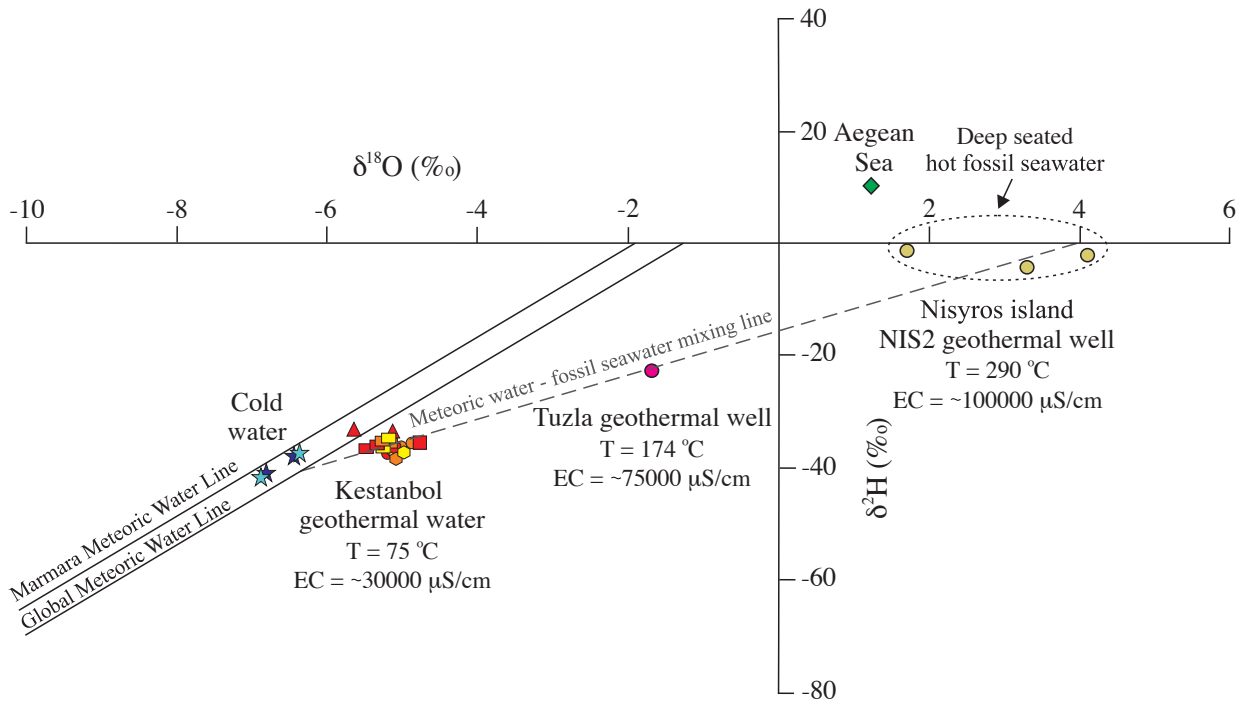 40
20
Aegean
Sea
Deep seated
hot fossil seawater
δ¹⁸O (‰)
-10
-8
-6
-4
-2
2
4
6
Nisyros island
NIS2 geothermal well
T = 290 °C
EC = ~100000 µS/cm
Meteoric water - fossil seawater mixing line
-20
Cold
water
Tuzla geothermal well
T = 174 °C
EC = ~75000 µS/cm
δ²H (‰)
-40
Marmara Meteoric Water Line
Global Meteoric Water Line
Kestanbol
geothermal water
T = 75 °C
EC = ~30000 µS/cm
-60
-80